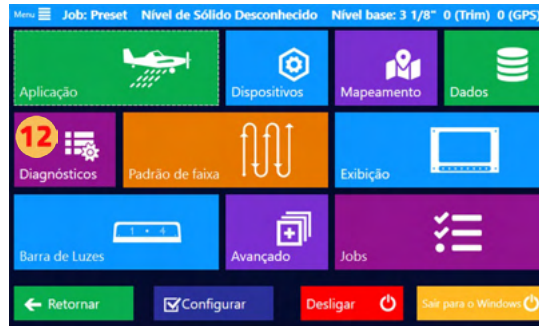 Menu Job: Preset Nível de Sólido Desconhecido Nível base: 3 1/8" 0 (Trim) 0 (GPS)
Aplicação
Dispositivos
Mapeamento
Dados
12
Diagnósticos
Padrão de faixa
Exibição
1 • 4
Barra de Luzes
Avançado
Jobs
Retornar
Configurar
Desligar
Sair para o Windows